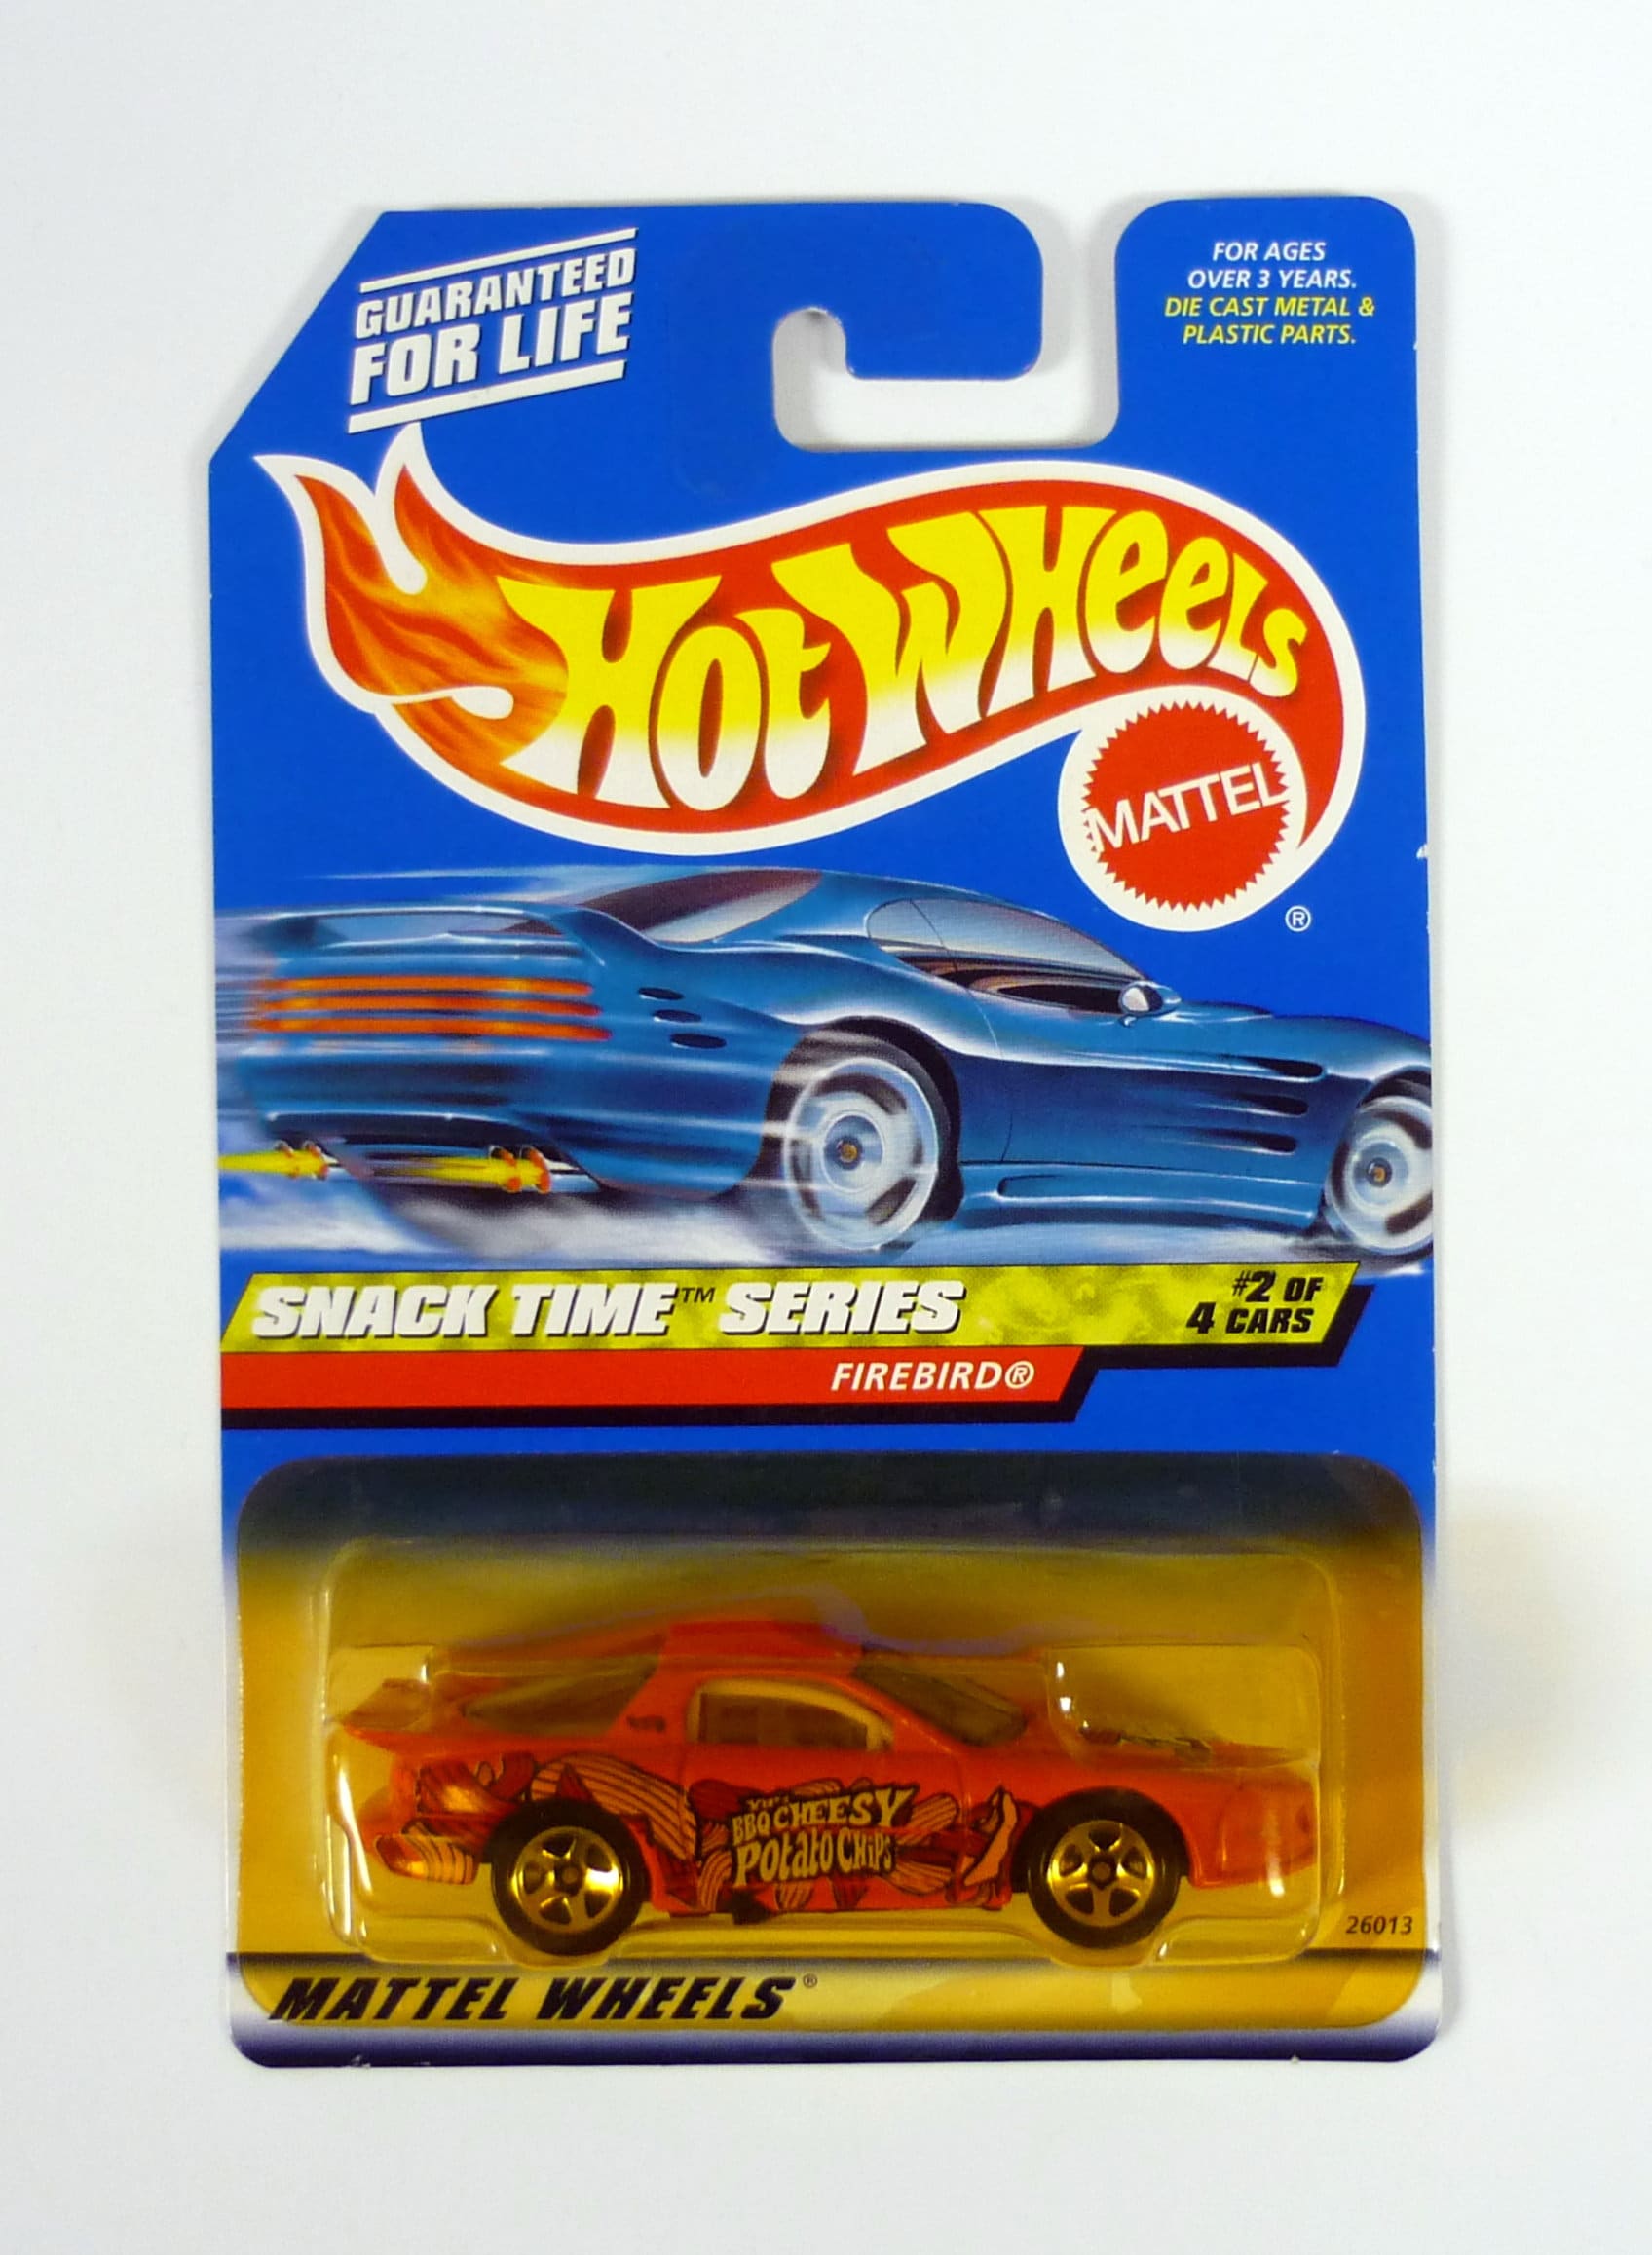 GUARANTEED
FOR LIFE
FOR AGES
OVER 3 YEARS.
DIE CAST METAL &
PLASTIC PARTS.
HOT WHEELS
MATTEL
®
SNACK TIME™ SERIES
#2 OF
4 CARS
FIREBIRD®
BBQ CHEESY
Potato CHiPS
26013
MATTEL WHEELS®